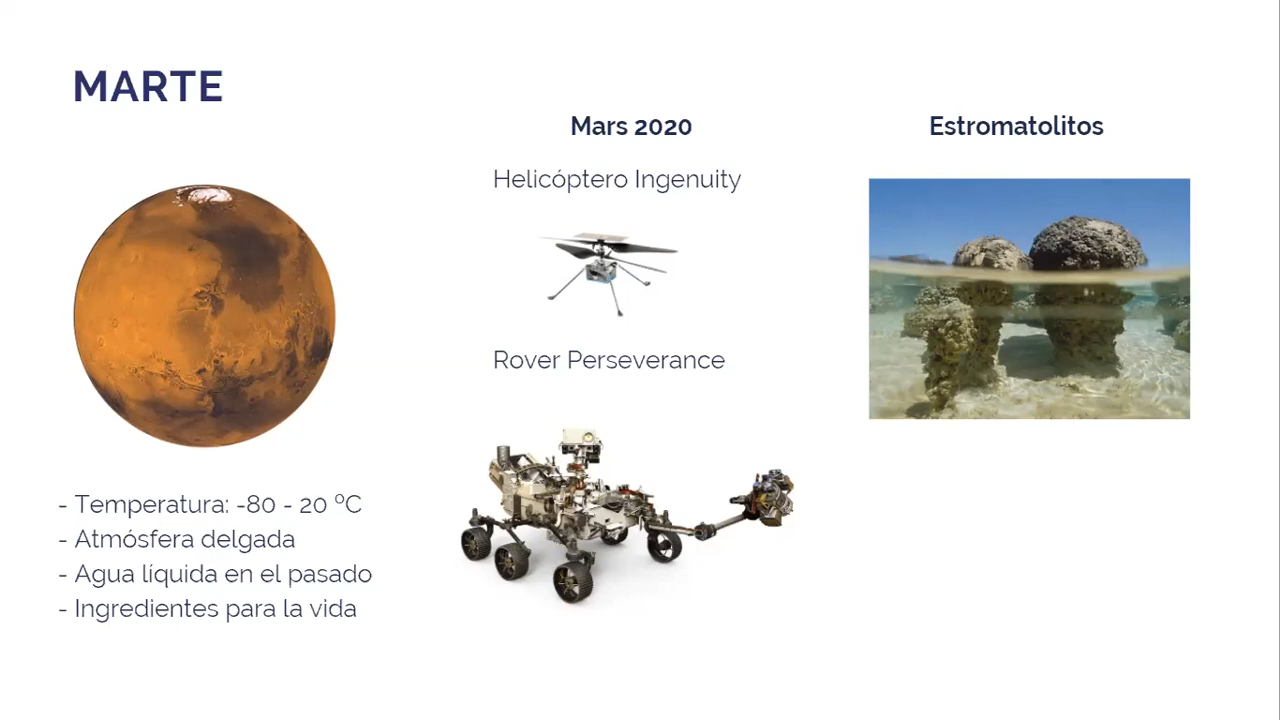 MARTE
- Temperatura: -80 - 20 ºC
- Atmósfera delgada
- Agua líquida en el pasado
- Ingredientes para la vida
Mars 2020
Helicóptero Ingenuity
Rover Perseverance
Estromatolitos